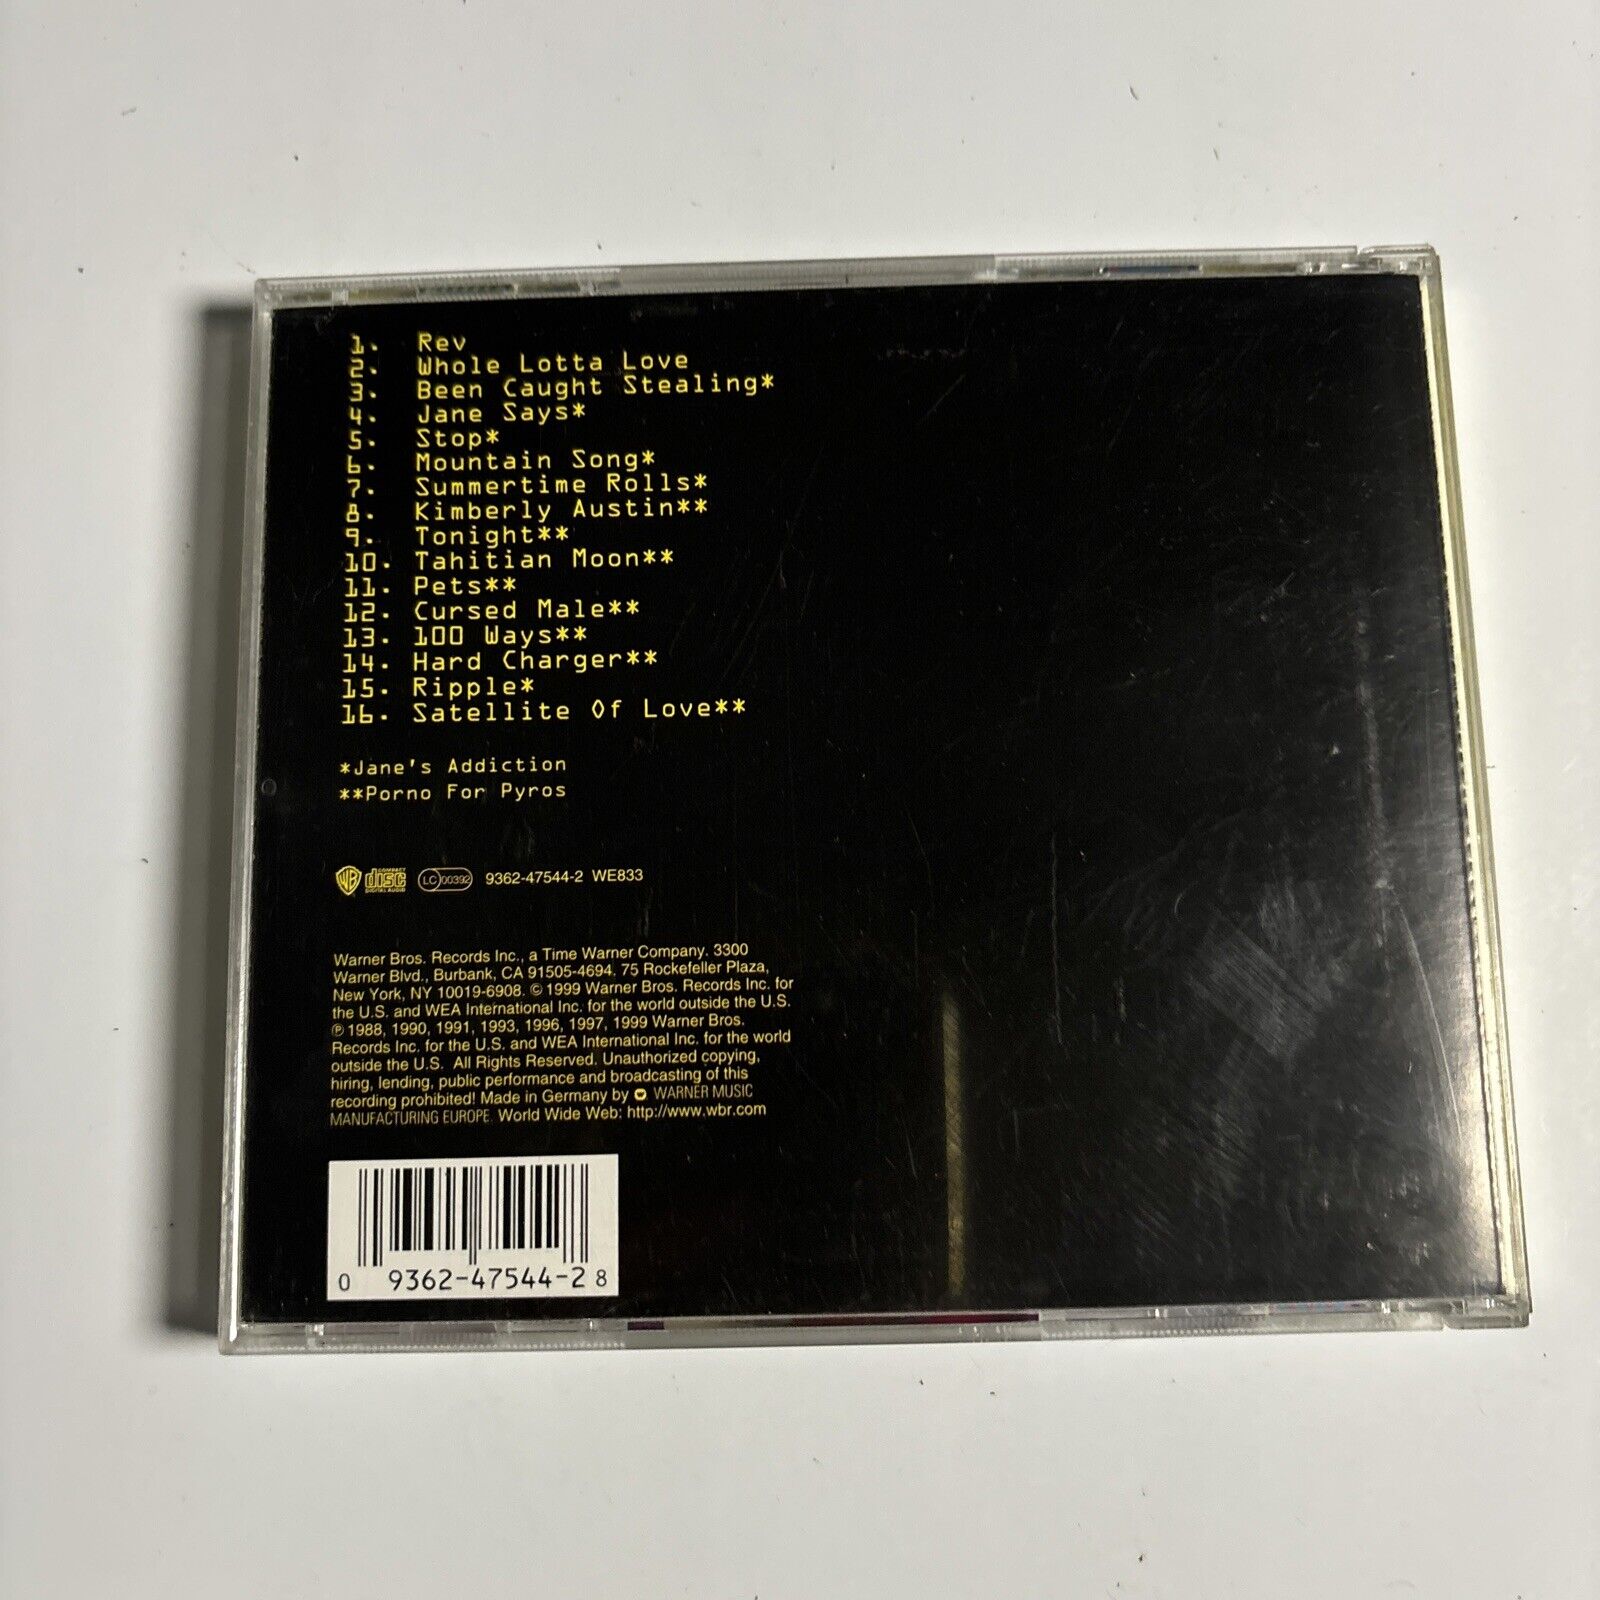 1. Rev
2. Whole Lotta Love
3. Been Caught Stealing*
4. Jane Says*
5. Stop*
6. Mountain Song*
7. Summertime Rolls*
8. Kimberly Austin**
9. Tonight**
10. Tahitian Moon**
11. Pets**
12. Cursed Male**
13. 100 Ways**
14. Hard Charger**
15. Ripple*
16. Satellite Of Love**
*Jane's Addiction
**Porno For Pyros
WB COMPACT disc DIGITAL AUDIO LC 00392 9362-47544-2 WE833
Warner Bros. Records Inc., a Time Warner Company. 3300
Warner Blvd., Burbank, CA 91505-4694. 75 Rockefeller Plaza,
New York, NY 10019-6908. © 1999 Warner Bros. Records Inc. for
the U.S. and WEA International Inc. for the world outside the U.S.
℗ 1988, 1990, 1991, 1993, 1996, 1997, 1999 Warner Bros.
Records Inc. for the U.S. and WEA International Inc. for the world
outside the U.S. All Rights Reserved. Unauthorized copying,
hiring, lending, public performance and broadcasting of this
recording prohibited! Made in Germany by WARNER MUSIC
MANUFACTURING EUROPE. World Wide Web: http://www.wbr.com
0 9362-47544-2 8